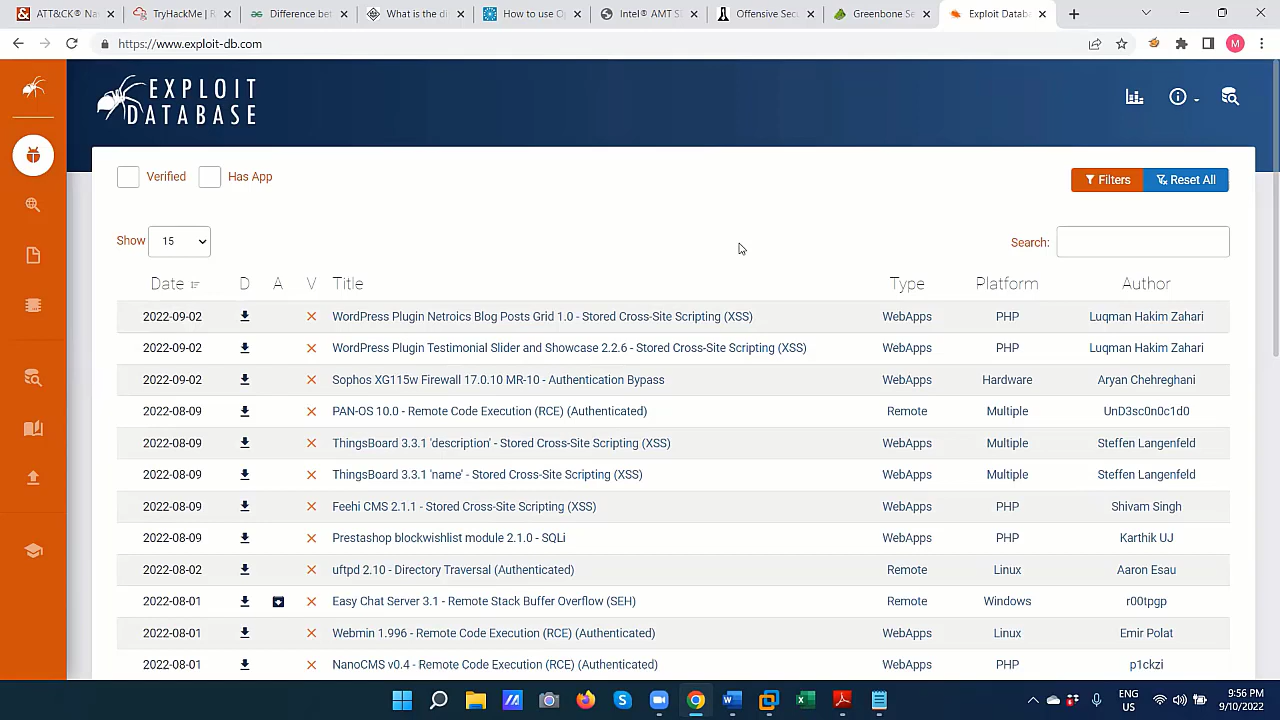 ATT&CK® Na
TryHackMe | R
Difference bet
What is the di
How to use Op
Intel® AMT S
Offensive Sec
Greenbone Se
Exploit Datab
https://www.exploit-db.com
M
EXPLOIT
DATABASE
Verified
Has App
Filters
Reset All
Show 15
Search:
Date D A V Title Type Platform Author
2022-09-02 WordPress Plugin Netroics Blog Posts Grid 1.0 - Stored Cross-Site Scripting (XSS) WebApps PHP Luqman Hakim Zahari
2022-09-02 WordPress Plugin Testimonial Slider and Showcase 2.2.6 - Stored Cross-Site Scripting (XSS) WebApps PHP Luqman Hakim Zahari
2022-09-02 Sophos XG115w Firewall 17.0.10 MR-10 - Authentication Bypass WebApps Hardware Aryan Chehreghani
2022-08-09 PAN-OS 10.0 - Remote Code Execution (RCE) (Authenticated) Remote Multiple UnD3sc0n0c1d0
2022-08-09 ThingsBoard 3.3.1 'description' - Stored Cross-Site Scripting (XSS) WebApps Multiple Steffen Langenfeld
2022-08-09 ThingsBoard 3.3.1 'name' - Stored Cross-Site Scripting (XSS) WebApps Multiple Steffen Langenfeld
2022-08-09 Feehi CMS 2.1.1 - Stored Cross-Site Scripting (XSS) WebApps PHP Shivam Singh
2022-08-09 Prestashop blockwishlist module 2.1.0 - SQLi WebApps PHP Karthik UJ
2022-08-02 uftpd 2.10 - Directory Traversal (Authenticated) Remote Linux Aaron Esau
2022-08-01 Easy Chat Server 3.1 - Remote Stack Buffer Overflow (SEH) Remote Windows r00tpgp
2022-08-01 Webmin 1.996 - Remote Code Execution (RCE) (Authenticated) WebApps Linux Emir Polat
2022-08-01 NanoCMS v0.4 - Remote Code Execution (RCE) (Authenticated) WebApps PHP p1ckzi
ENG
US
9:56 PM
9/10/2022